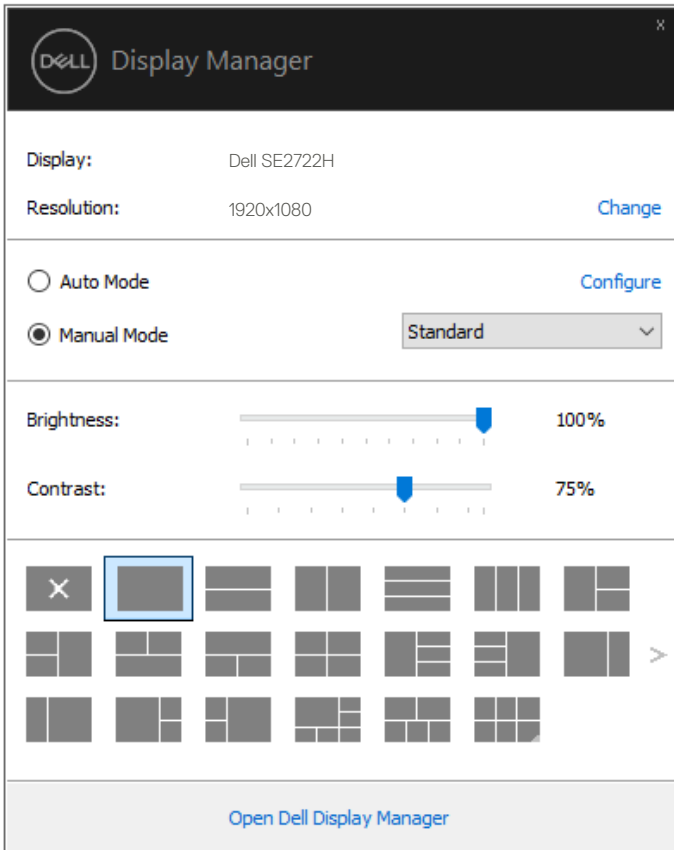 x
DELL Display Manager
Display: Dell SE2722H
Resolution: 1920x1080 Change
Auto Mode Configure
Manual Mode Standard
Brightness: 100%
Contrast: 75%
Open Dell Display Manager